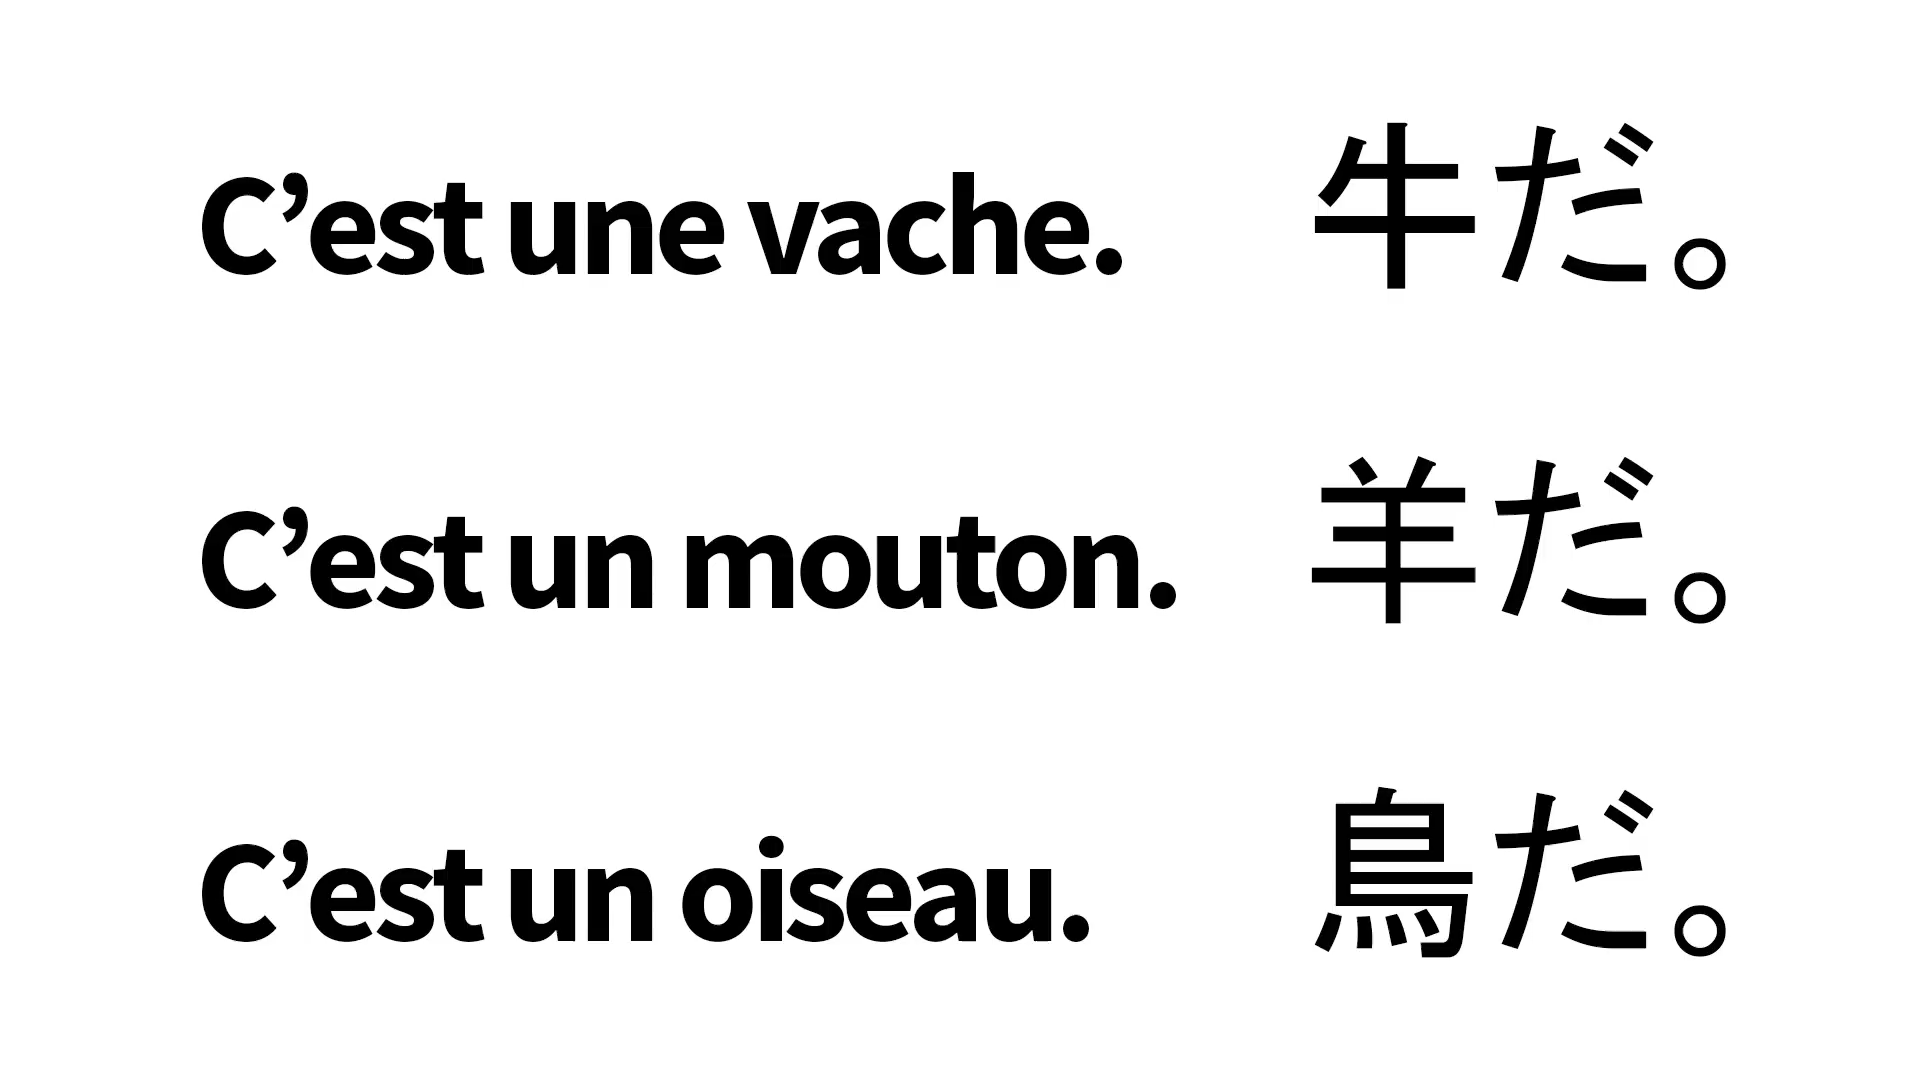 C’est une vache. 牛だ。
C’est un mouton. 羊だ。
C’est un oiseau. 鳥だ。